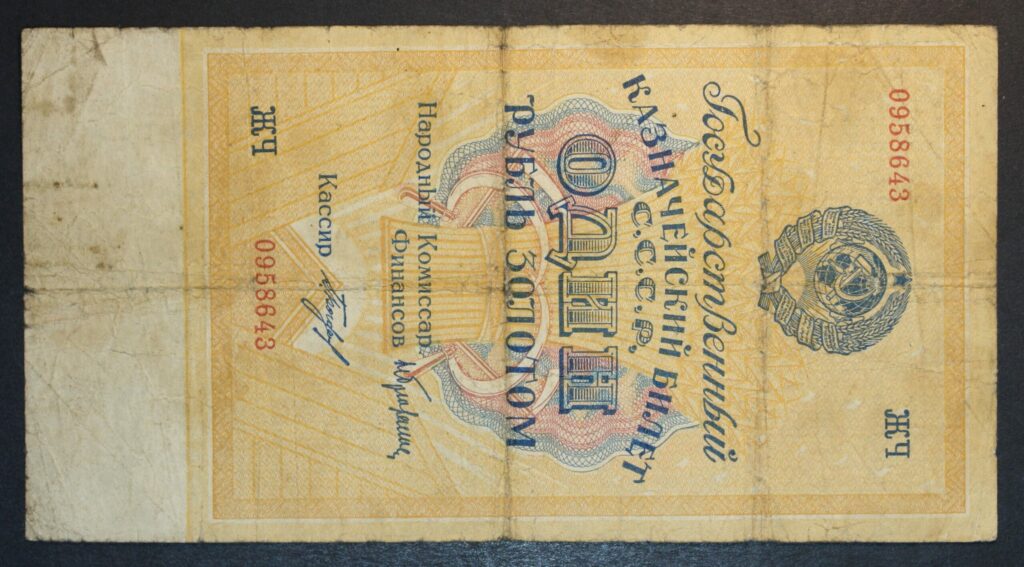 0958643
ЖЧ
Государственный
КАЗНАЧЕЙСКИЙ БИЛЕТ
С.С.С.Р.
ОДИН
РУБЛЬ ЗОЛОТОМ
Народный Комиссар
Финансов
Кассир
0958643
ЖЧ